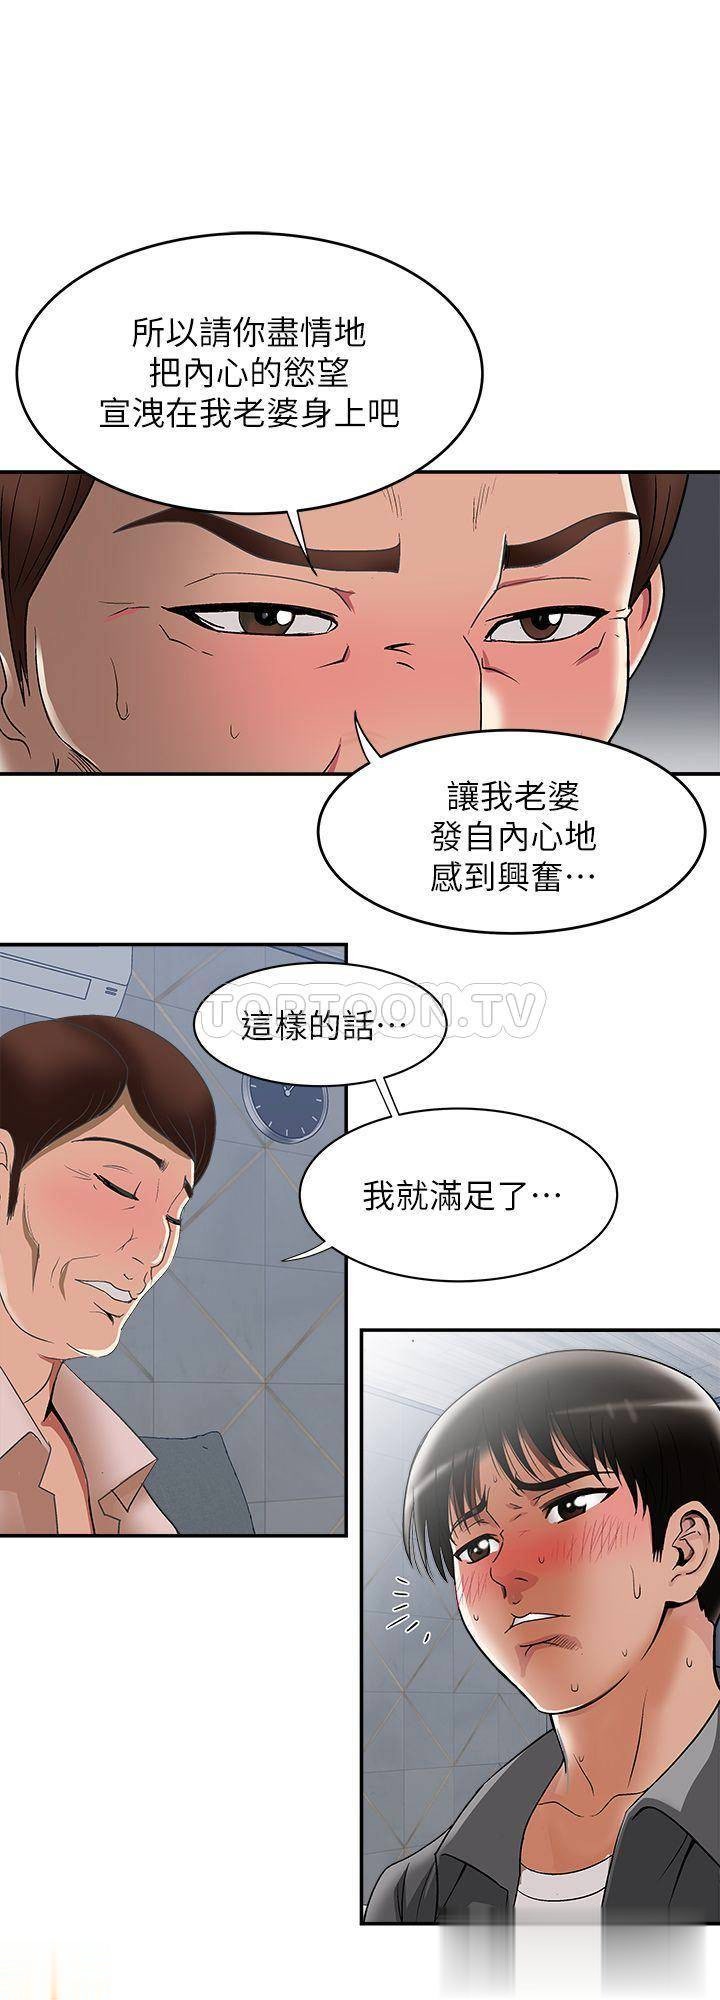 所以請你盡情地
把內心的慾望
宣洩在我老婆身上吧
讓我老婆
發自內心地
感到興奮⋯
TOPTOON.TV
這樣的話⋯
我就滿足了⋯